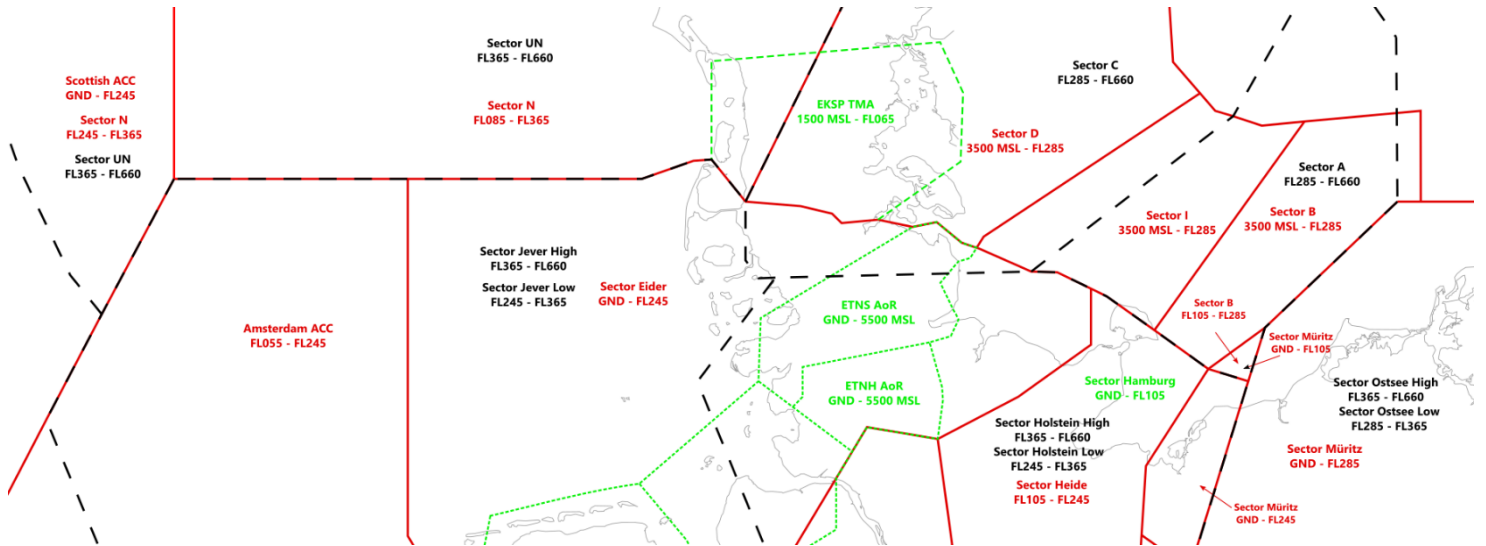 Sector UN
FL365 - FL660
Scottish ACC
GND - FL245
Sector N
FL245 - FL365
Sector UN
FL365 - FL660
Sector N
FL085 - FL365
EKSP TMA
1500 MSL - FL065
Sector C
FL285 - FL660
Sector D
3500 MSL - FL285
Sector A
FL285 - FL660
Sector I
3500 MSL - FL285
Sector B
3500 MSL - FL285
Sector Jever High
FL365 - FL660
Sector Jever Low
FL245 - FL365
Sector Eider
GND - FL245
Amsterdam ACC
FL055 - FL245
ETNS AoR
GND - 5500 MSL
ETNH AoR
GND - 5500 MSL
Sector B
FL105 - FL285
Sector Müritz
GND - FL105
Sector Hamburg
GND - FL105
Sector Ostsee High
FL365 - FL660
Sector Ostsee Low
FL285 - FL365
Sector Holstein High
FL365 - FL660
Sector Holstein Low
FL245 - FL365
Sector Heide
FL105 - FL245
Sector Müritz
GND - FL285
Sector Müritz
GND - FL245